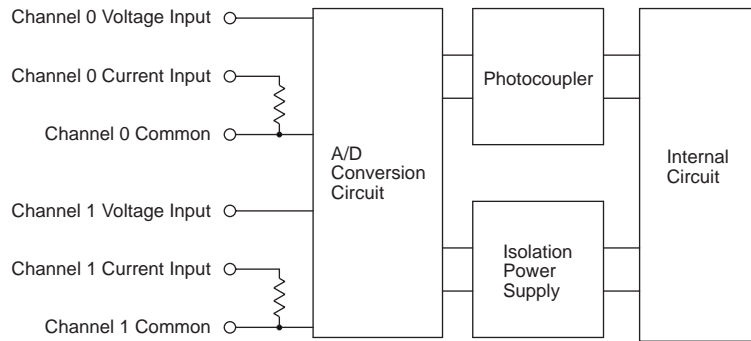 Channel 0 Voltage Input
Channel 0 Current Input
Channel 0 Common
Channel 1 Voltage Input
Channel 1 Current Input
Channel 1 Common
A/D
Conversion
Circuit
Photocoupler
Isolation
Power
Supply
Internal
Circuit